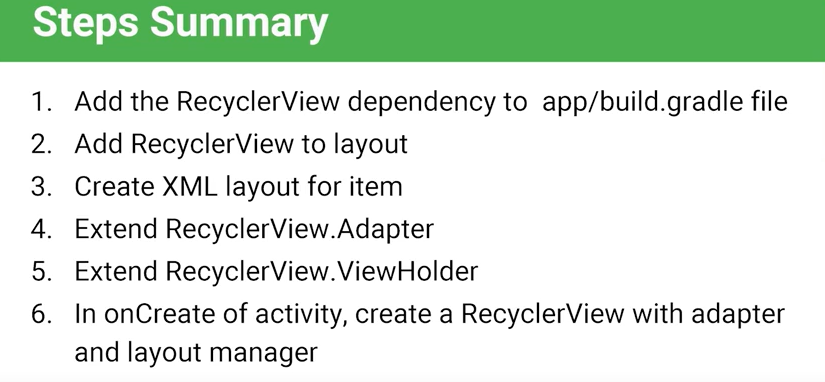 Steps Summary
1. Add the RecyclerView dependency to app/build.gradle file
2. Add RecyclerView to layout
3. Create XML layout for item
4. Extend RecyclerView.Adapter
5. Extend RecyclerView.ViewHolder
6. In onCreate of activity, create a RecyclerView with adapter
and layout manager